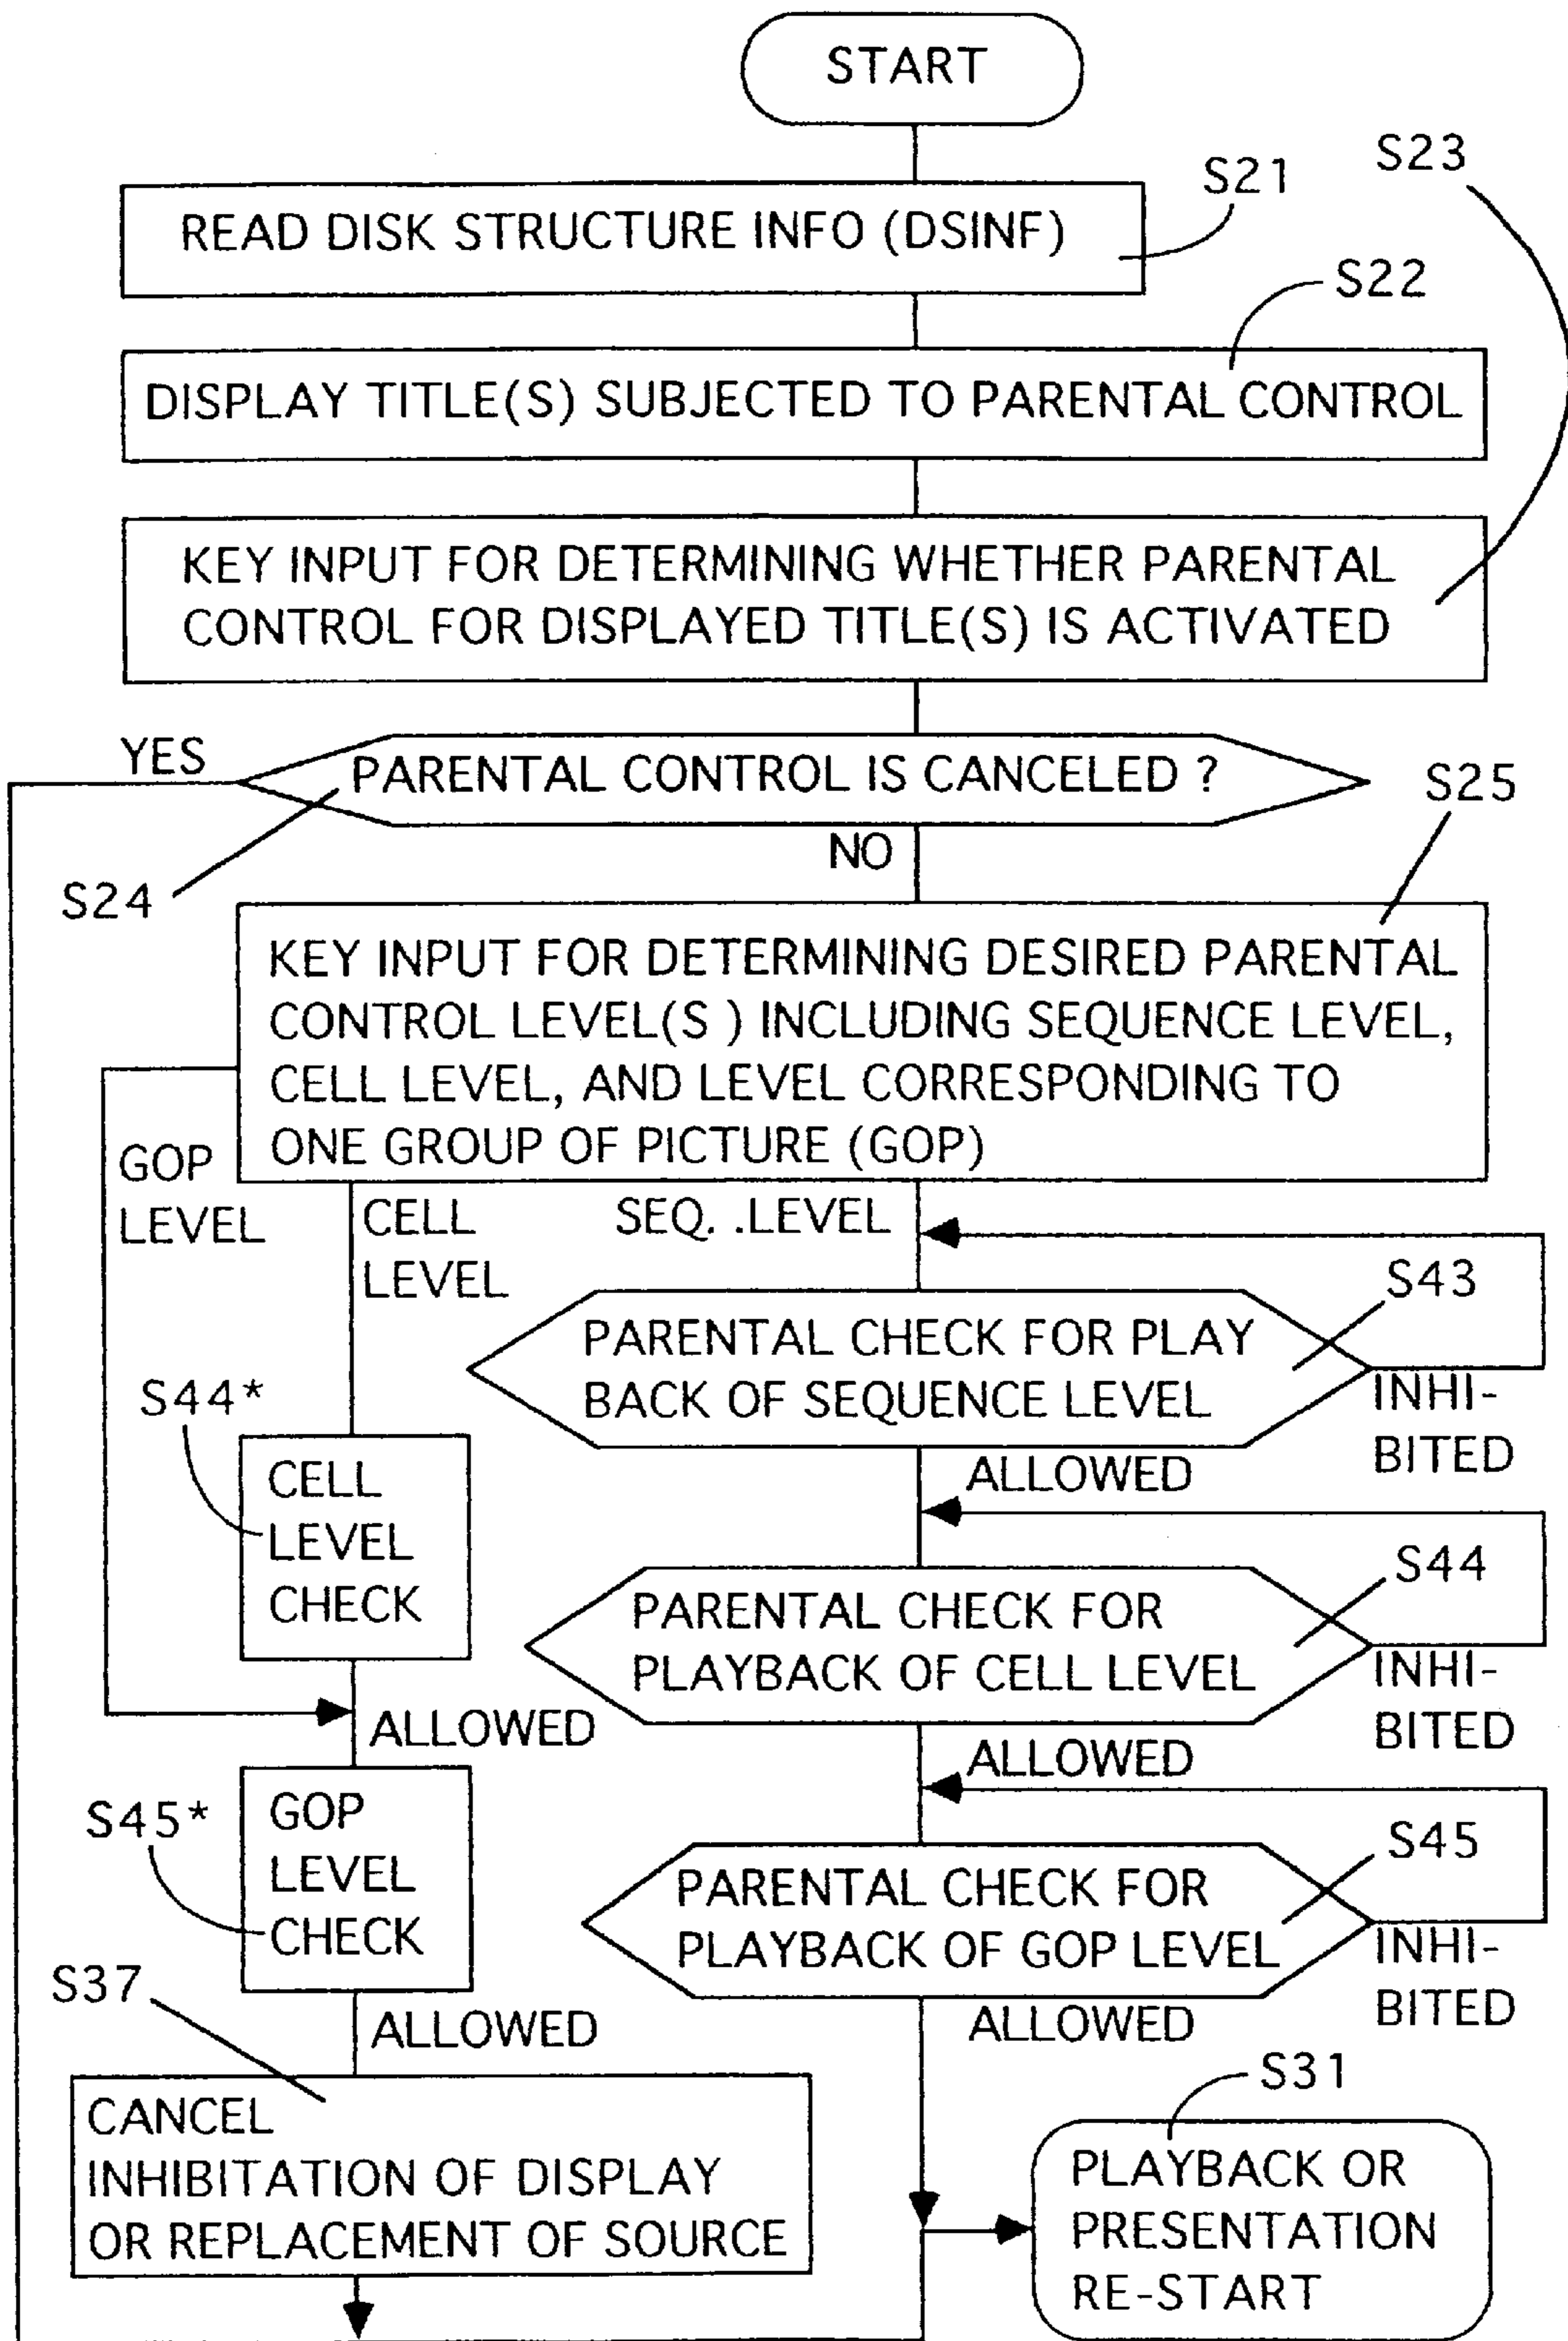 START
S21
S23
READ DISK STRUCTURE INFO (DSINF)
S22
DISPLAY TITLE(S) SUBJECTED TO PARENTAL CONTROL
KEY INPUT FOR DETERMINING WHETHER PARENTAL
CONTROL FOR DISPLAYED TITLE(S) IS ACTIVATED
YES
PARENTAL CONTROL IS CANCELED ?
S25
NO
S24
KEY INPUT FOR DETERMINING DESIRED PARENTAL
CONTROL LEVEL(S ) INCLUDING SEQUENCE LEVEL,
CELL LEVEL, AND LEVEL CORRESPONDING TO
ONE GROUP OF PICTURE (GOP)
GOP
LEVEL
CELL
LEVEL
SEQ. .LEVEL
S43
PARENTAL CHECK FOR PLAY
BACK OF SEQUENCE LEVEL
INHI-
BITED
ALLOWED
S44*
CELL
LEVEL
CHECK
S44
PARENTAL CHECK FOR
PLAYBACK OF CELL LEVEL
INHI-
BITED
ALLOWED
ALLOWED
S45*
GOP
LEVEL
CHECK
S45
PARENTAL CHECK FOR
PLAYBACK OF GOP LEVEL
INHI-
BITED
S37
ALLOWED
ALLOWED
CANCEL
INHIBITATION OF DISPLAY
OR REPLACEMENT OF SOURCE
S31
PLAYBACK OR
PRESENTATION
RE-START